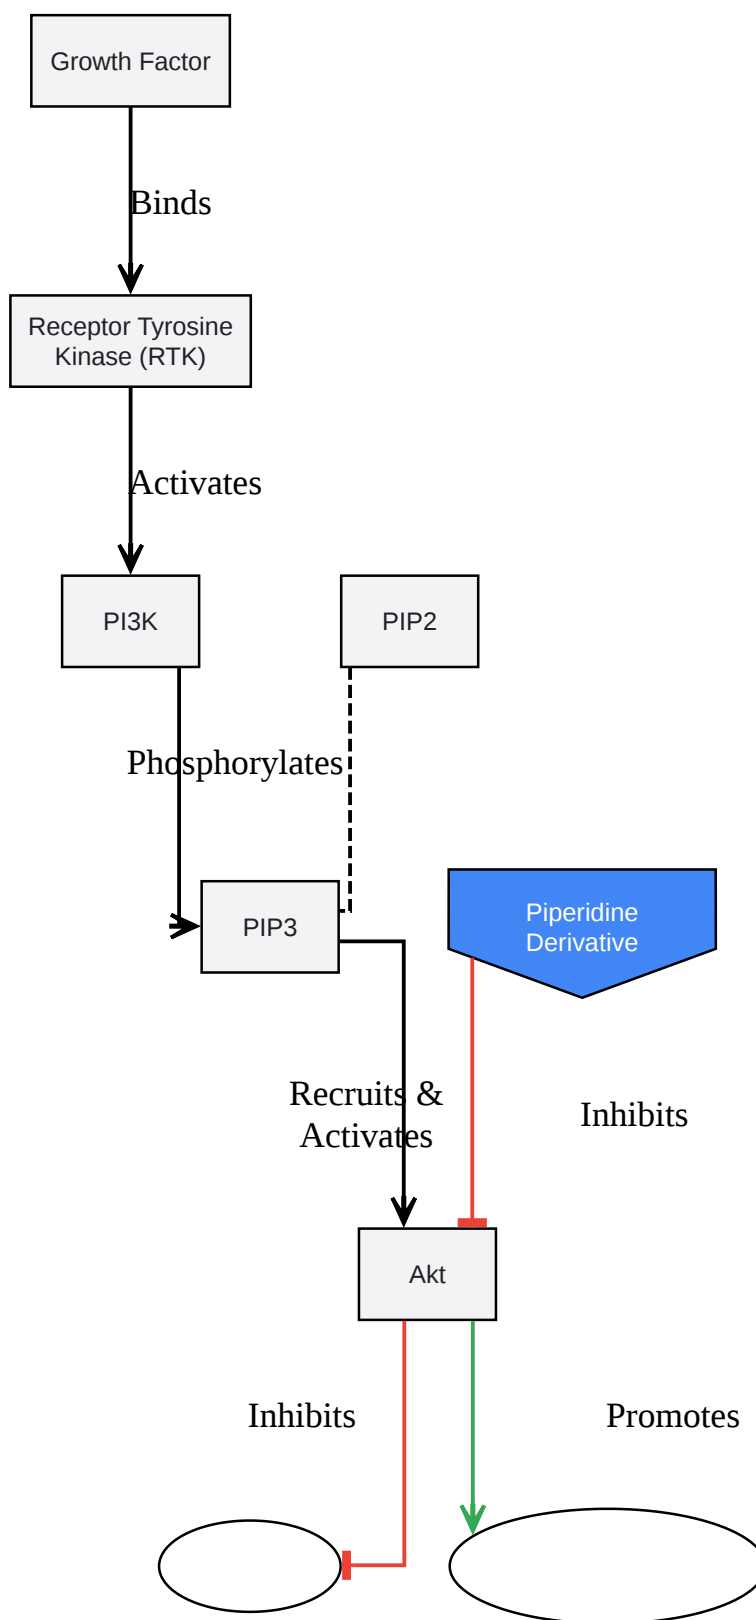 Growth Factor
Binds
Receptor Tyrosine
Kinase (RTK)
Activates
PI3K
PIP2
Phosphorylates
PIP3
Piperidine
Derivative
Recruits &
Activates
Inhibits
Akt
Inhibits
Promotes